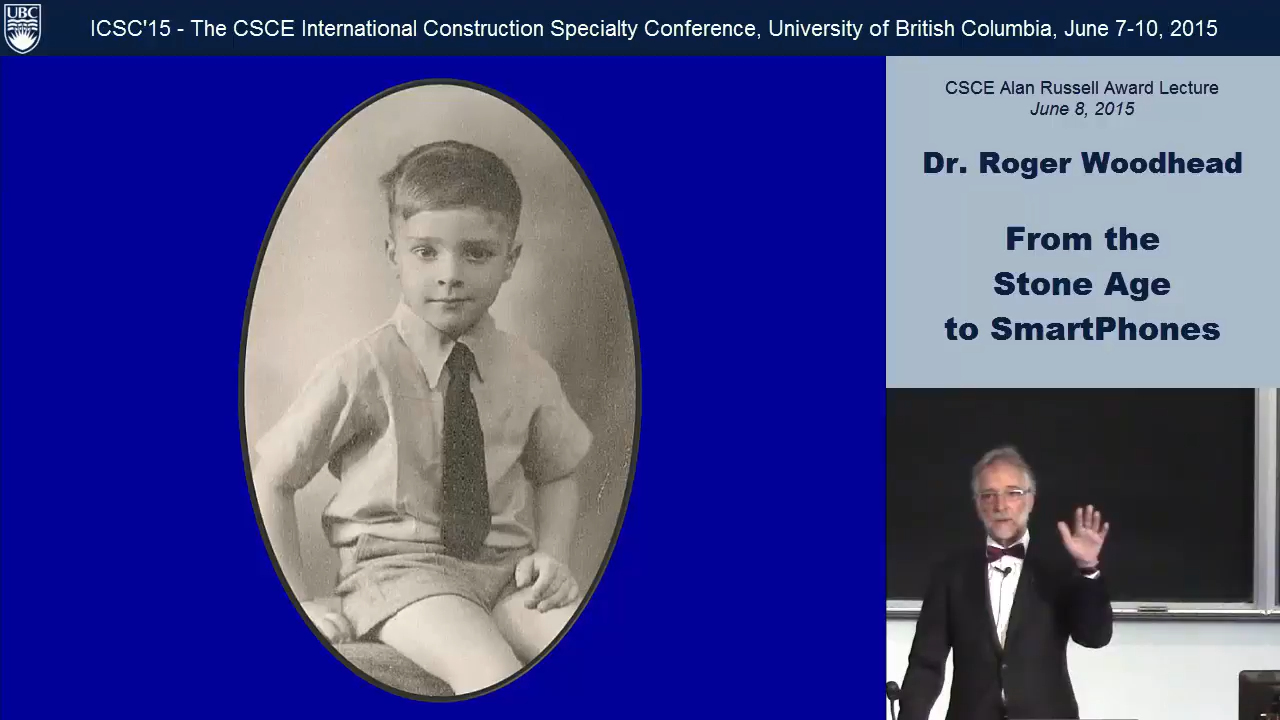 UBC
ICSC'15 - The CSCE International Construction Specialty Conference, University of British Columbia, June 7-10, 2015
CSCE Alan Russell Award Lecture
June 8, 2015
Dr. Roger Woodhead
From the
Stone Age
to SmartPhones